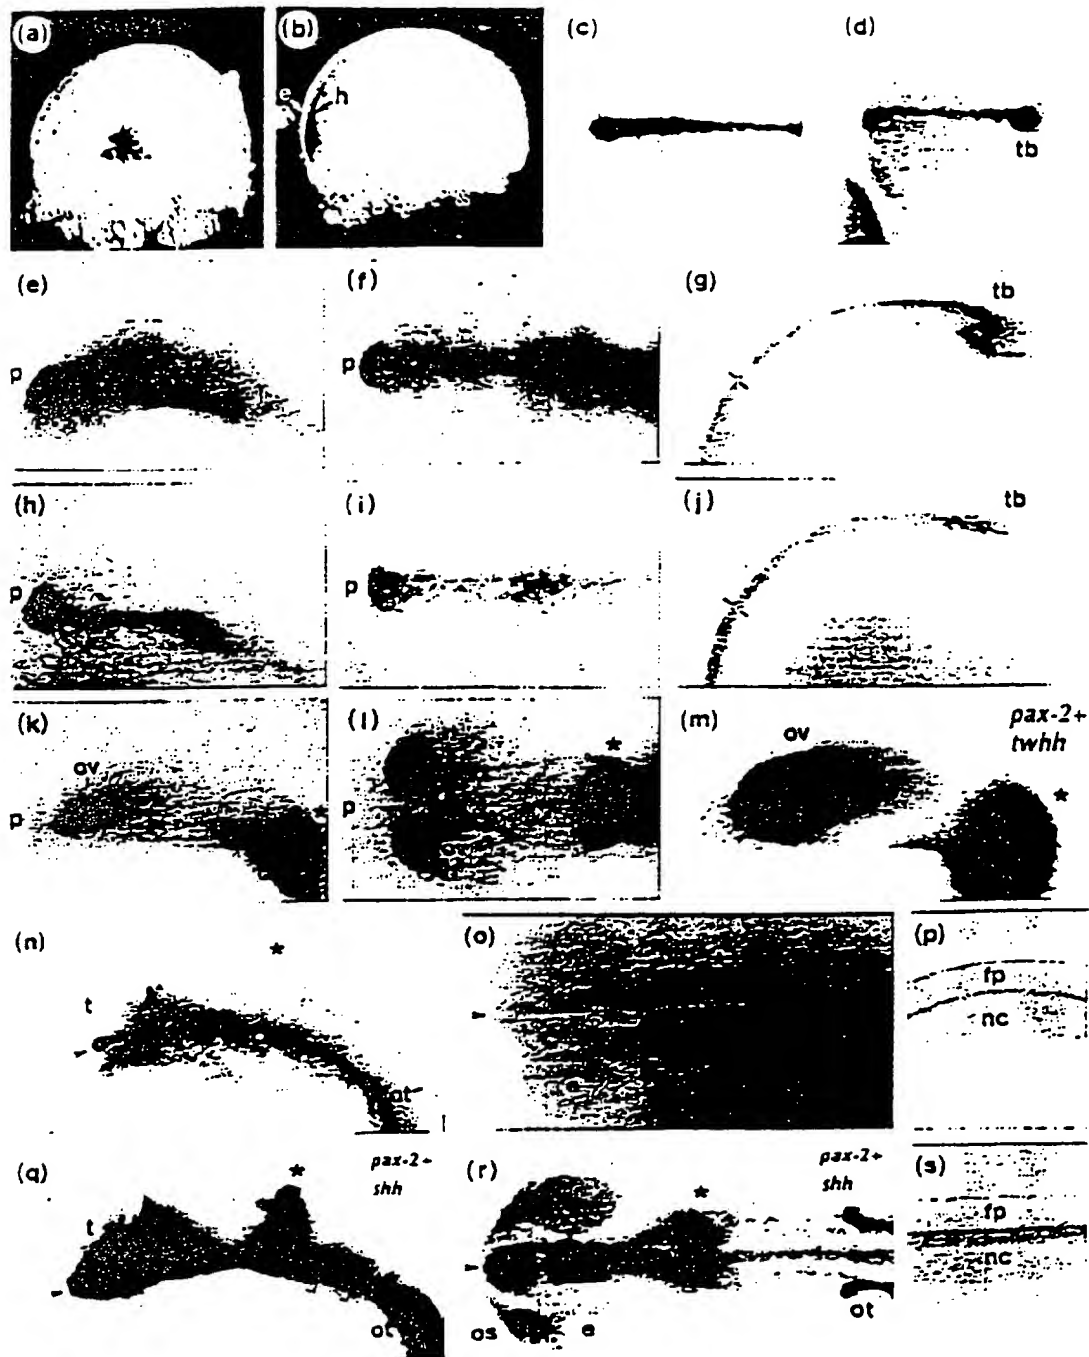 (a)
(b)
(c)
(d)
e
h
tb
(e)
(f)
(g)
tb
p
p
(h)
(i)
(j)
tb
p
p
(k)
(l)
(m)
ov
*
ov
pax-2+
twhh
*
p
p
(n)
*
(o)
(p)
t
fp
nc
ot
(q)
*
pax-2+
shh
(r)
*
pax-2+
shh
(s)
t
fp
nc
ot
os
e
ot